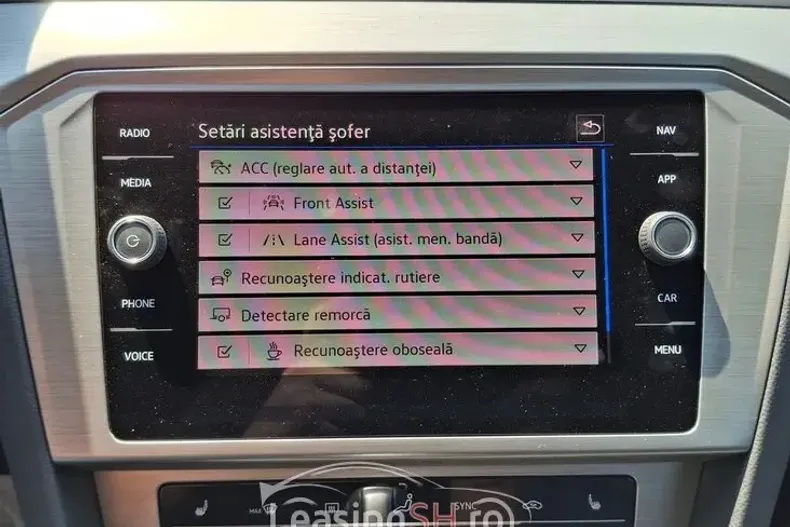 RADIO
MEDIA
PHONE
VOICE
Setări asistenţă şofer
ACC (reglare aut. a distanţei)
Front Assist
Lane Assist (asist. men. bandă)
Recunoaştere indicat. rutiere
Detectare remorcă
Recunoaştere oboseală
NAV
APP
CAR
MENU
MAX
SYNC
LeasingSH.ro